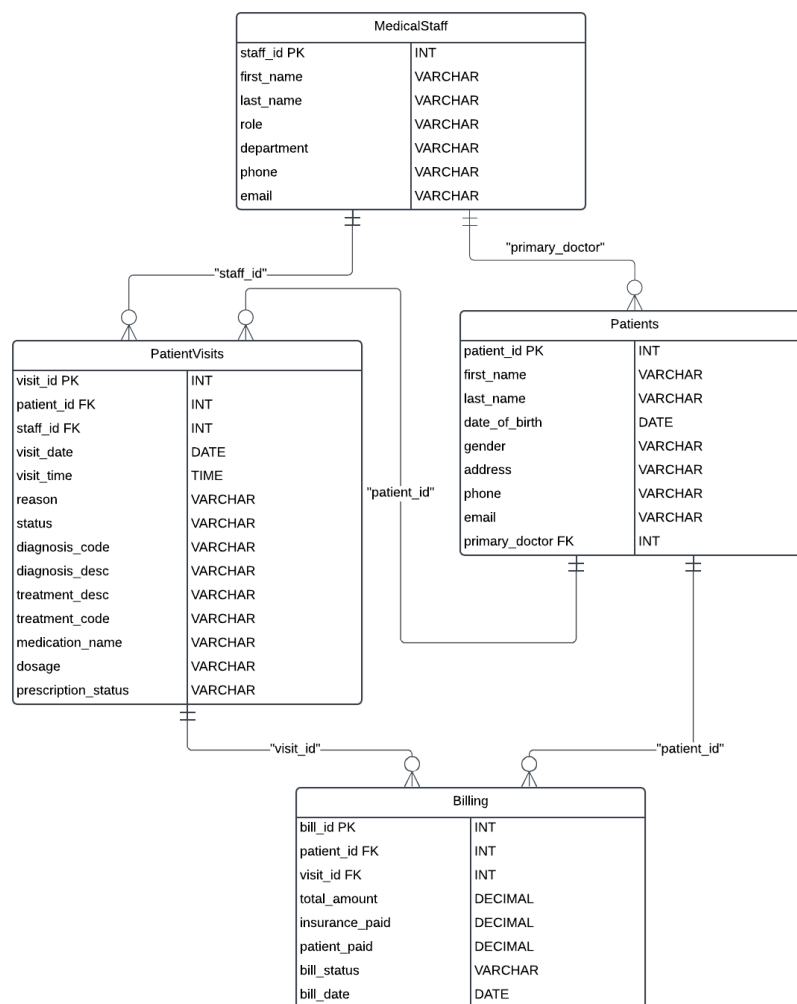 MedicalStaff
staff_id PK INT
first_name VARCHAR
last_name VARCHAR
role VARCHAR
department VARCHAR
phone VARCHAR
email VARCHAR
"primary_doctor"
"staff_id"
Patients
patient_id PK INT
first_name VARCHAR
last_name VARCHAR
date_of_birth DATE
gender VARCHAR
address VARCHAR
phone VARCHAR
email VARCHAR
primary_doctor FK INT
PatientVisits
visit_id PK INT
patient_id FK INT
staff_id FK INT
visit_date DATE
visit_time TIME
reason VARCHAR
status VARCHAR
diagnosis_code VARCHAR
diagnosis_desc VARCHAR
treatment_desc VARCHAR
treatment_code VARCHAR
medication_name VARCHAR
dosage VARCHAR
prescription_status VARCHAR
"patient_id"
"visit_id"
"patient_id"
Billing
bill_id PK INT
patient_id FK INT
visit_id FK INT
total_amount DECIMAL
insurance_paid DECIMAL
patient_paid DECIMAL
bill_status VARCHAR
bill_date DATE